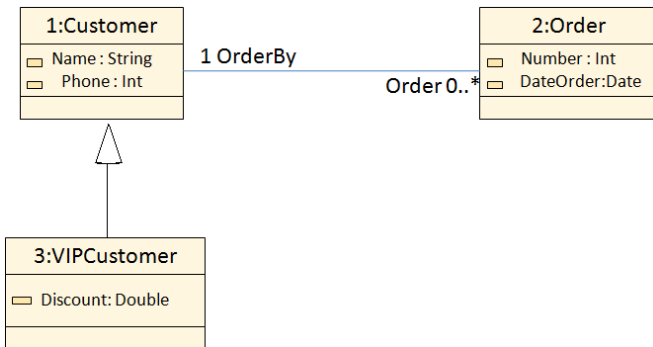 1:Customer
Name : String
Phone : Int
1 OrderBy
Order 0..*
2:Order
Number : Int
DateOrder:Date
3:VIPCustomer
Discount: Double